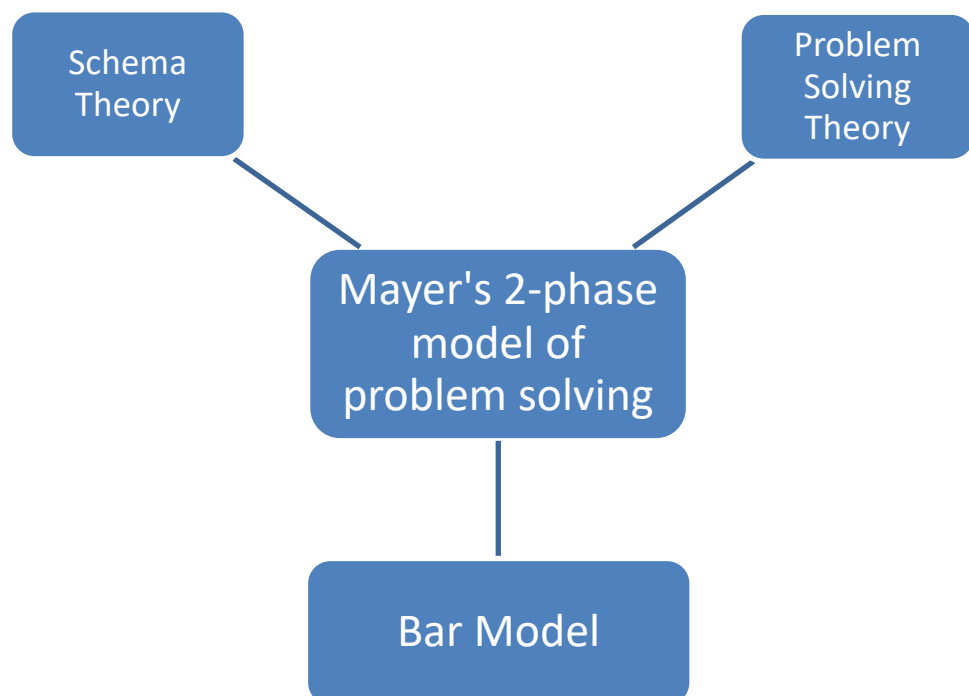 Schema
Theory
Problem
Solving
Theory
Mayer's 2-phase
model of
problem solving
Bar Model